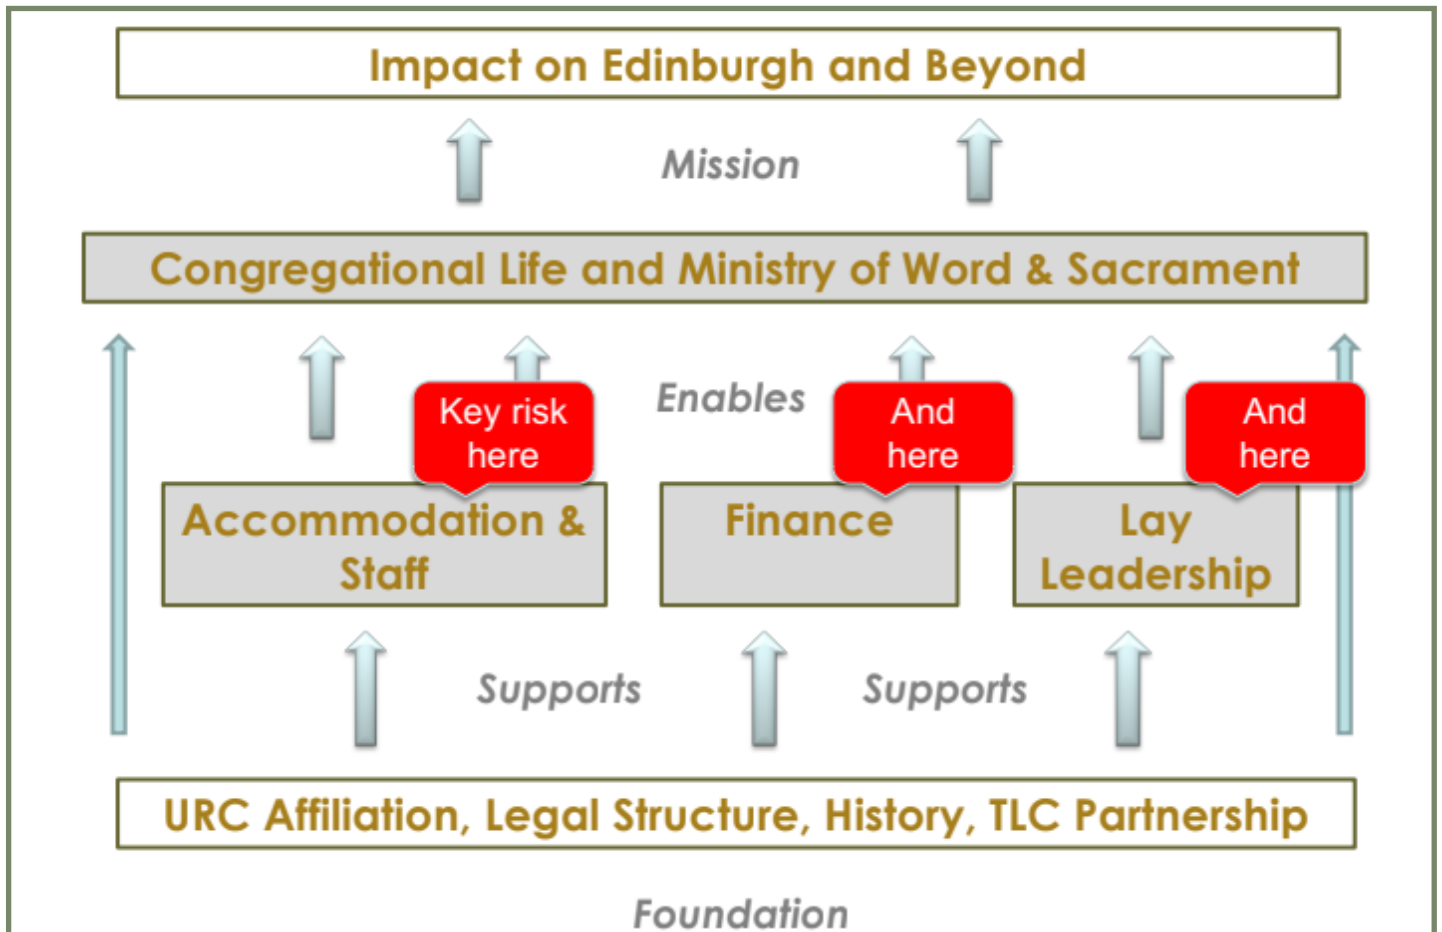 Impact on Edinburgh and Beyond
Mission
Congregational Life and Ministry of Word & Sacrament
Enables
Key risk
here
And
here
And
here
Accommodation &
Staff
Finance
Lay
Leadership
Supports
Supports
URC Affiliation, Legal Structure, History, TLC Partnership
Foundation